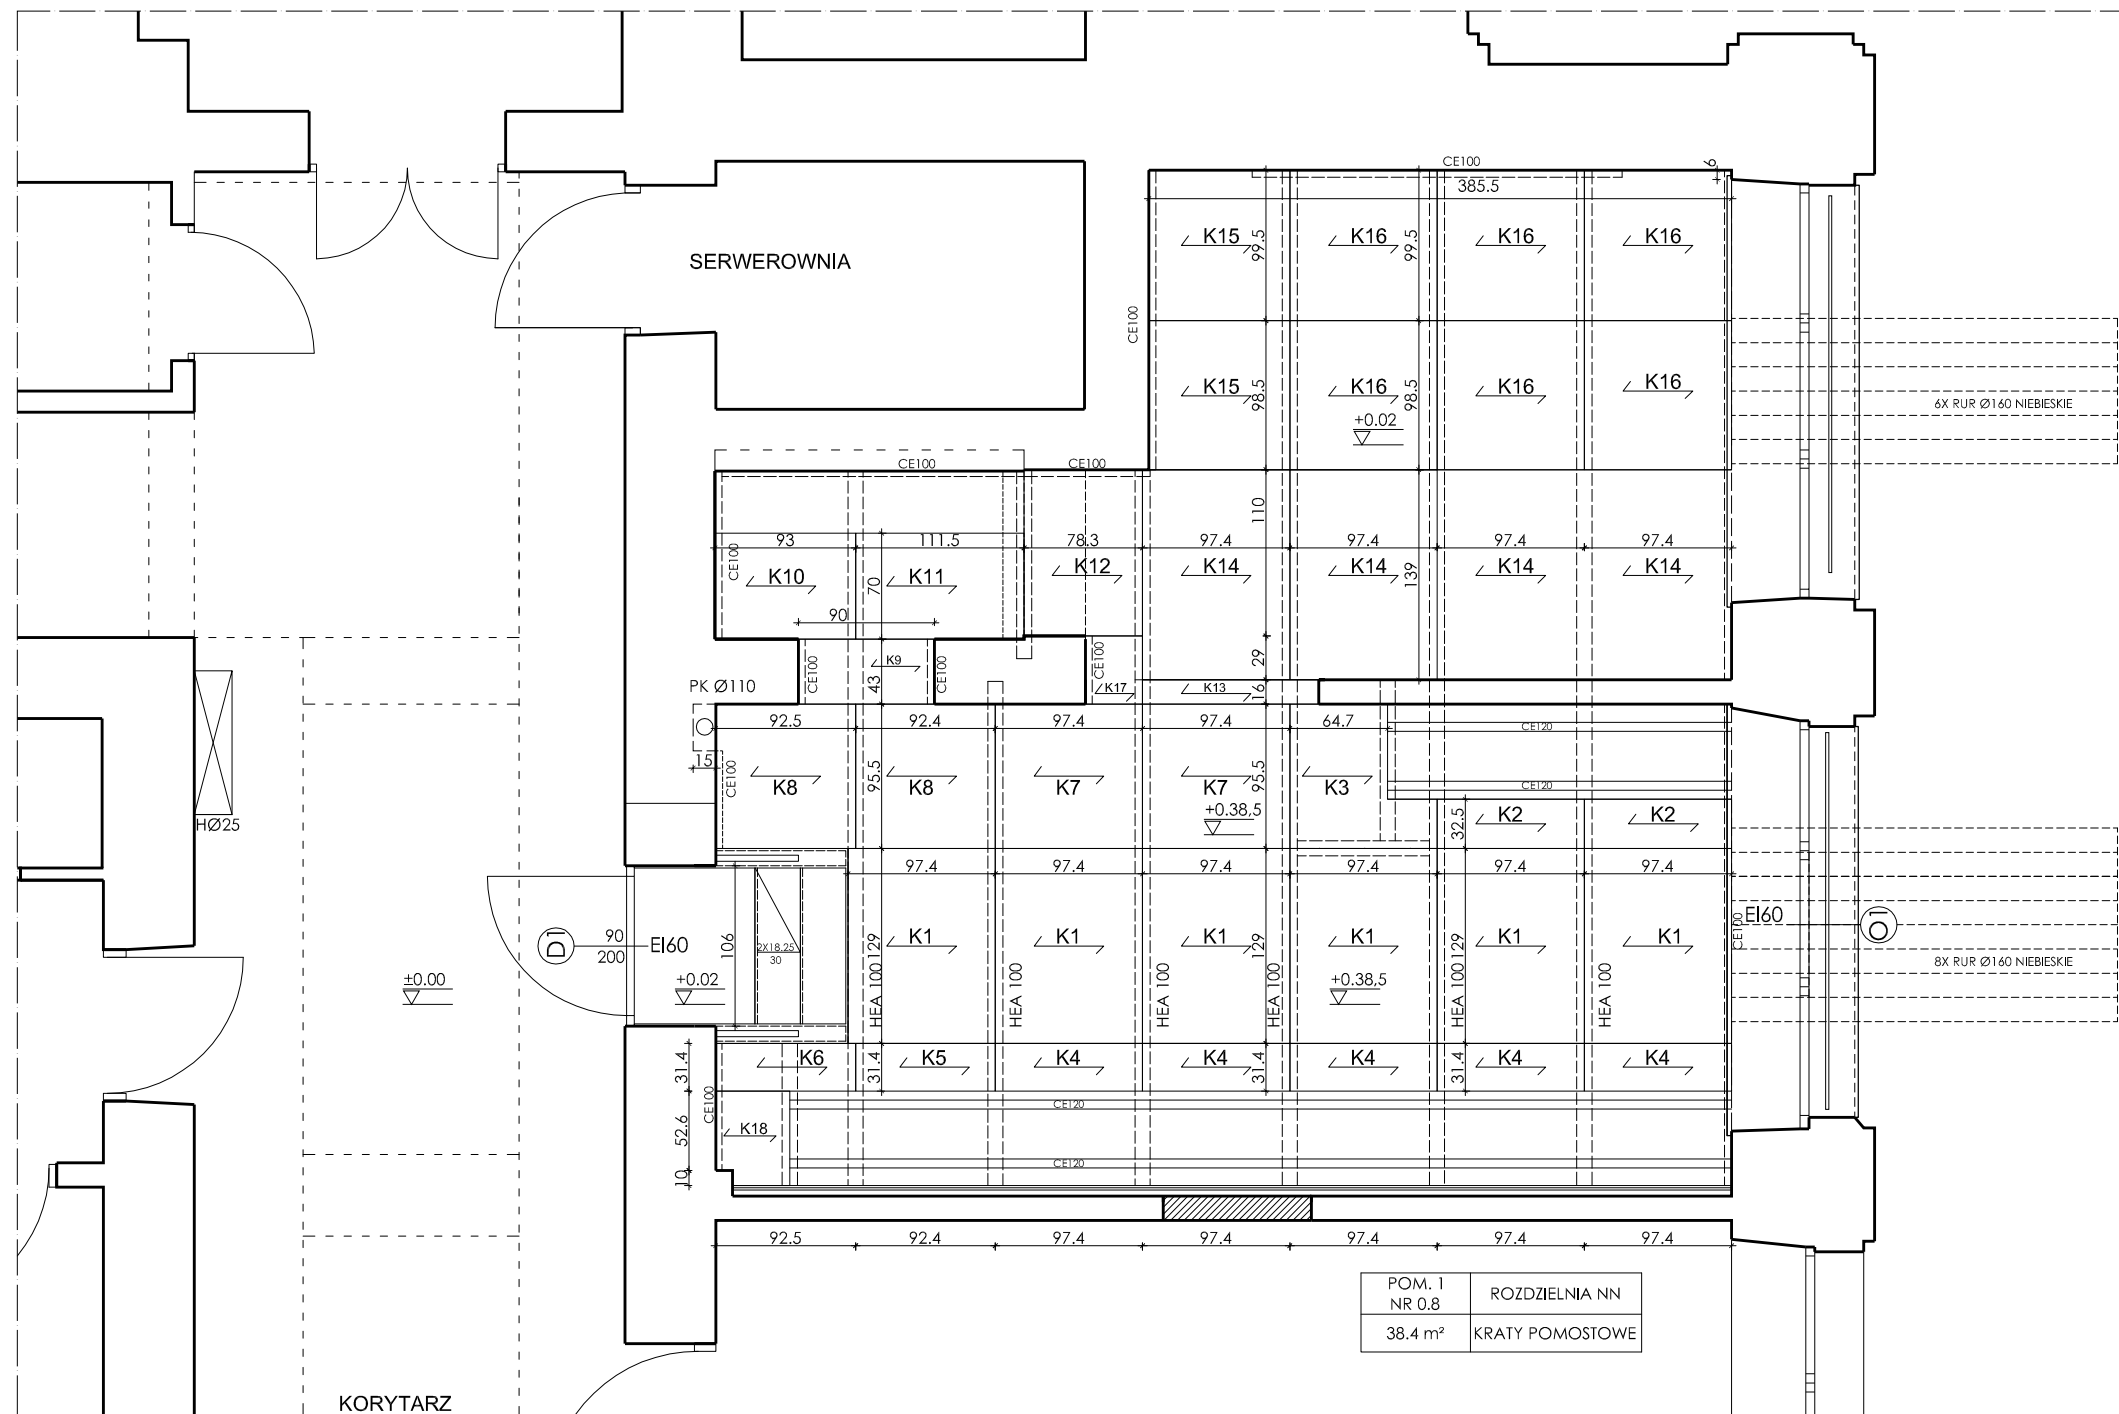 CE100
6
385.5
K15
99.5
K16
99.5
K16
K16
SERWEROWNIA
CE100
K15
98.5
K16
98.5
K16
K16
+0.02
6X RUR Ø160 NIEBIESKIE
CE100
CE100
110
93
111.5
78.3
97.4
97.4
97.4
97.4
CE100
K10
70
K11
K12
K14
K14
139
K14
K14
90
CE100
K9
CE100
CE100
29
43
K17
K13
16
PK Ø110
92.5
92.4
97.4
97.4
64.7
CE120
15
CE100
K8
95.5
K8
K7
K7
95.5
K3
CE120
+0.38,5
32.5
K2
K2
HØ25
97.4
97.4
97.4
97.4
97.4
97.4
D1
90
200
EI60
106
2X18.25
30
K1
K1
K1
K1
K1
K1
129
129
129
CE100
EI60
O1
8X RUR Ø160 NIEBIESKIE
±0.00
+0.02
+0.38,5
HEA 100
HEA 100
HEA 100
HEA 100
HEA 100
HEA 100
31.4
K6
31.4
K5
K4
K4
31.4
K4
31.4
K4
K4
CE100
CE120
52.6
K18
CE120
10
92.5
92.4
97.4
97.4
97.4
97.4
97.4
POM. 1
NR 0.8
ROZDZIELNIA NN
38.4 m²
KRATY POMOSTOWE
KORYTARZ